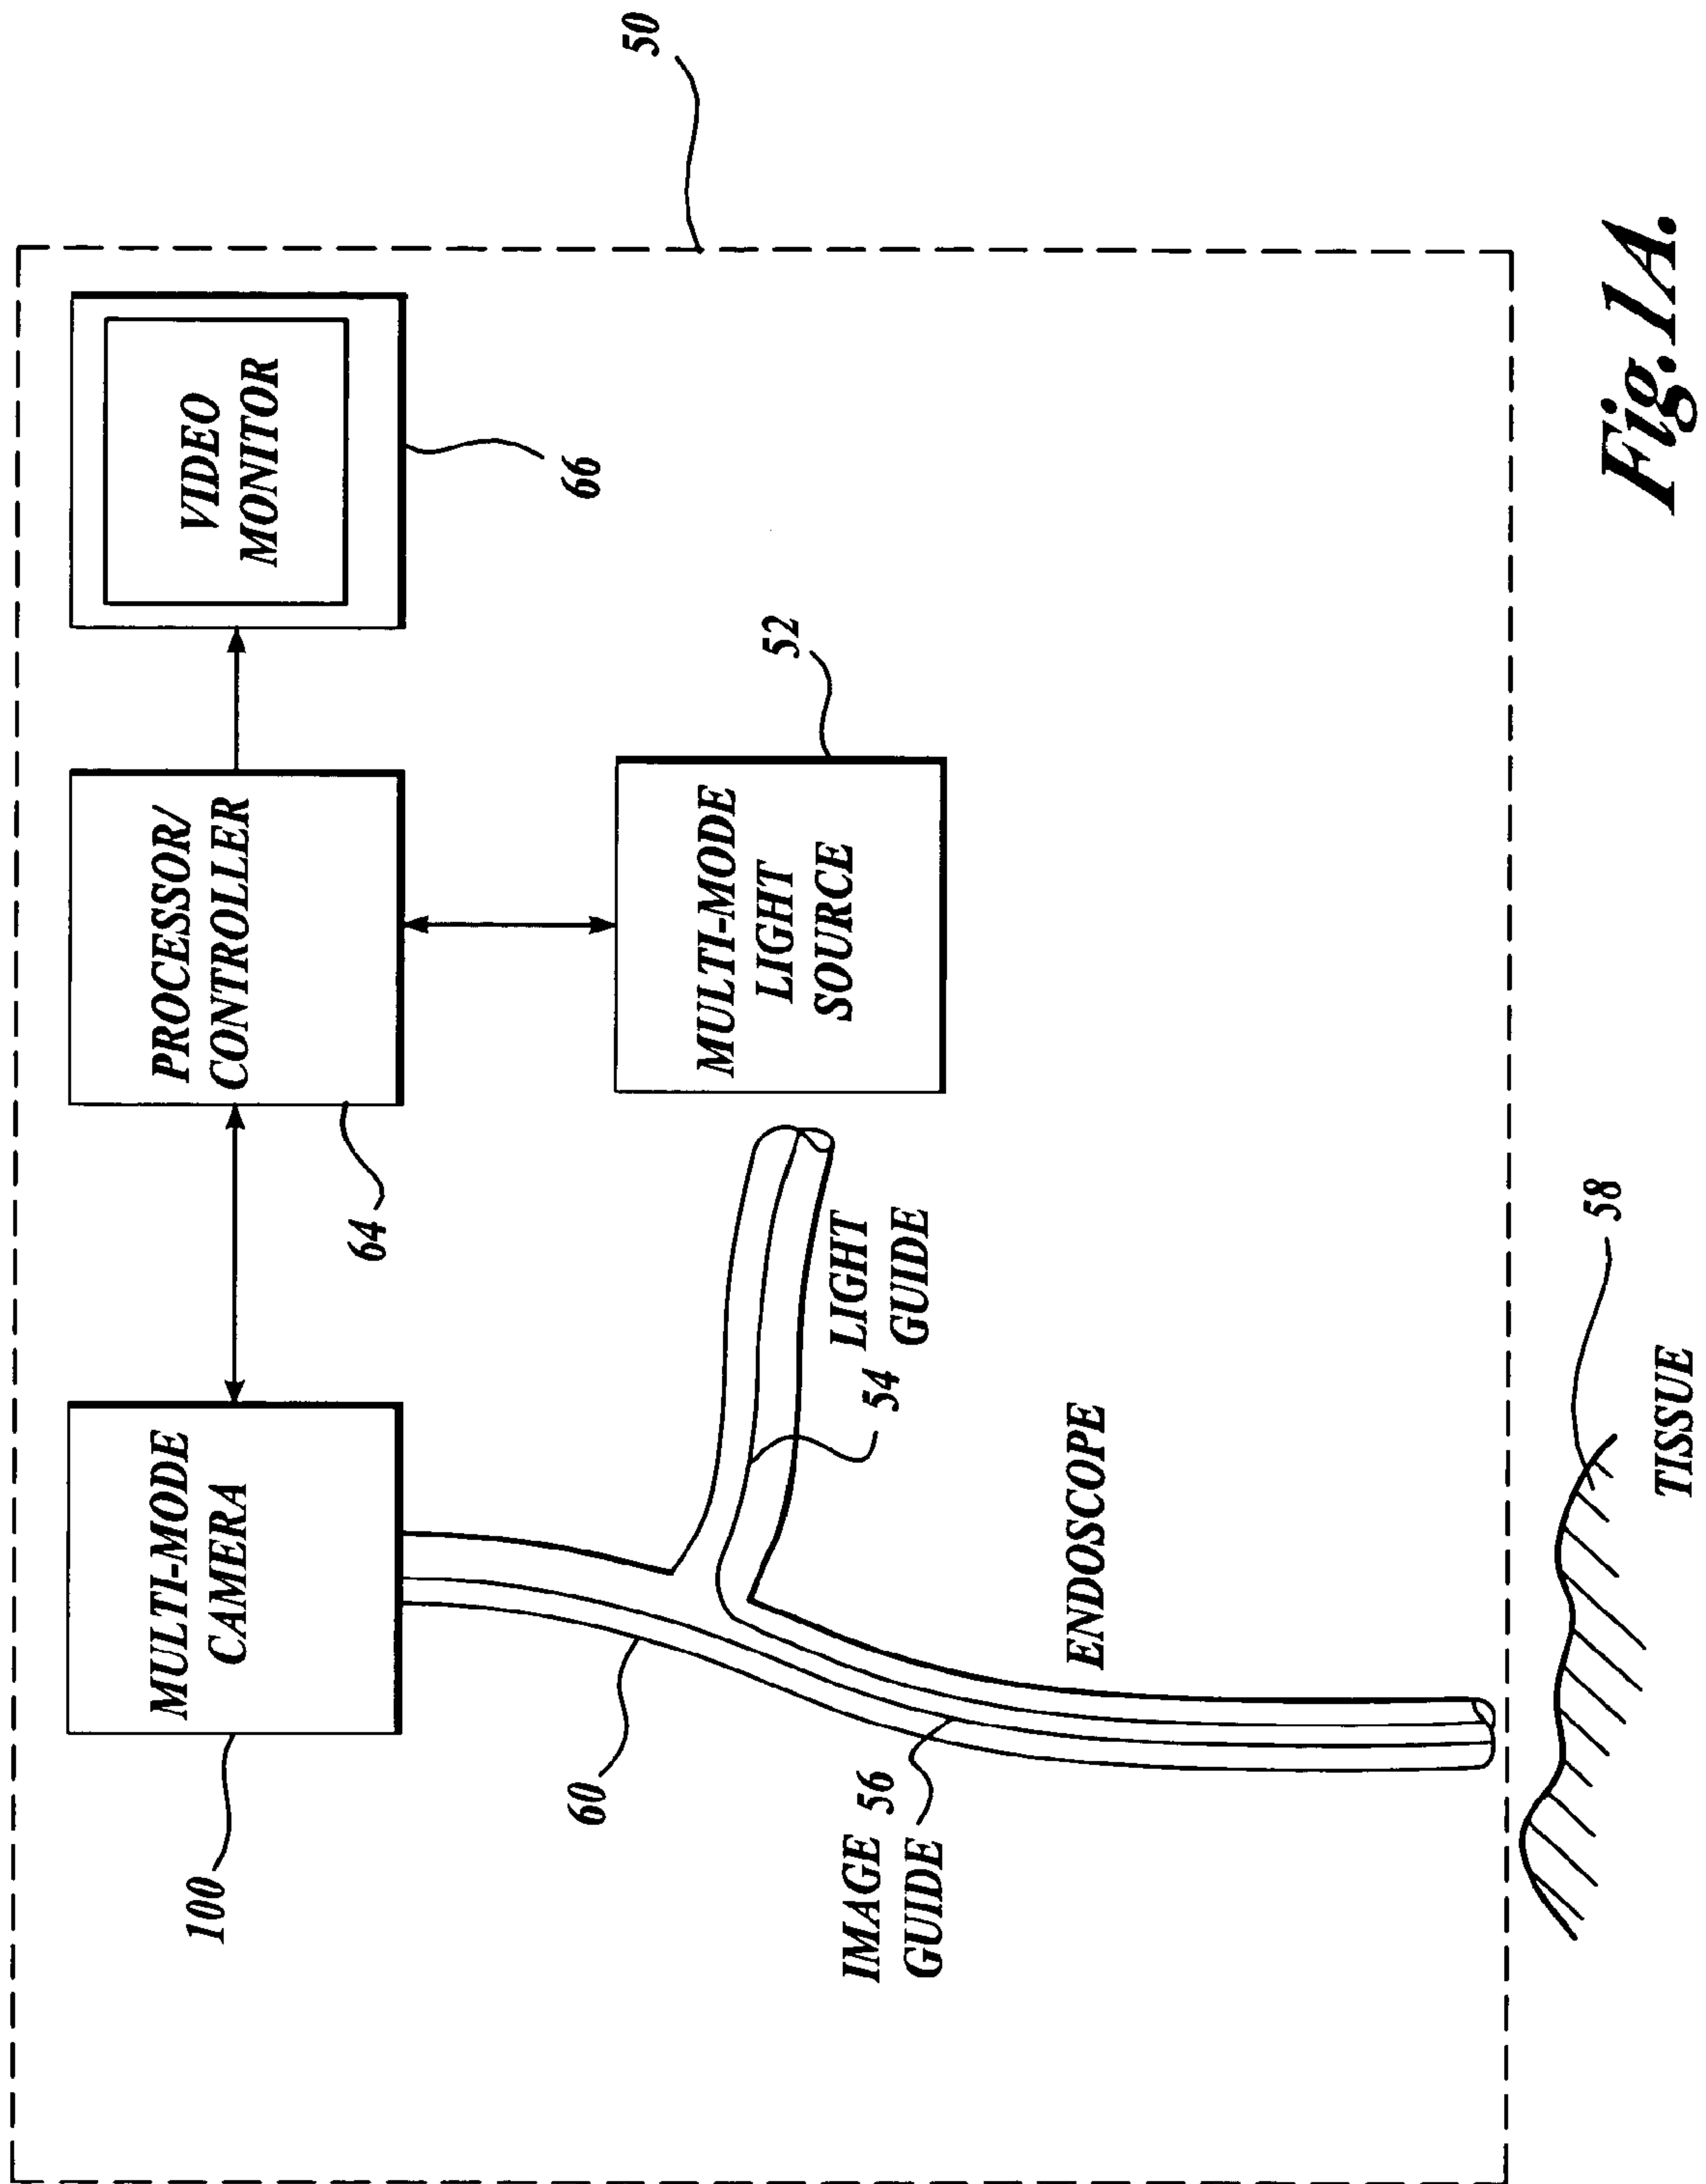 50
VIDEO
MONITOR
66
PROCESSOR/
CONTROLLER
64
MULTI-MODE
LIGHT
SOURCE
52
MULTI-MODE
CAMERA
100
60
LIGHT
GUIDE
54
IMAGE
GUIDE
56
ENDOSCOPE
58
TISSUE
Fig.1A.